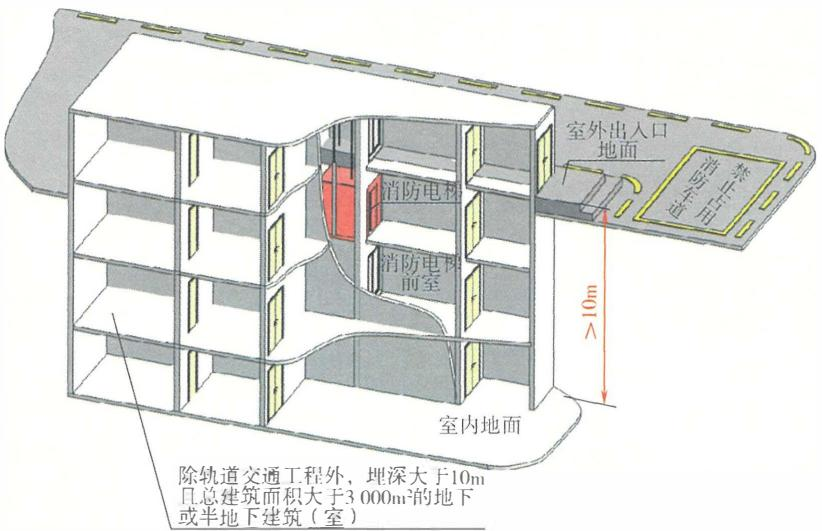 室外出入口
地面
禁止占用
消防车道
消防电梯
消防电梯
前室
>10m
室内地面
除轨道交通工程外，埋深大于10m
且总建筑面积大于3 000m²的地下
或半地下建筑（室）